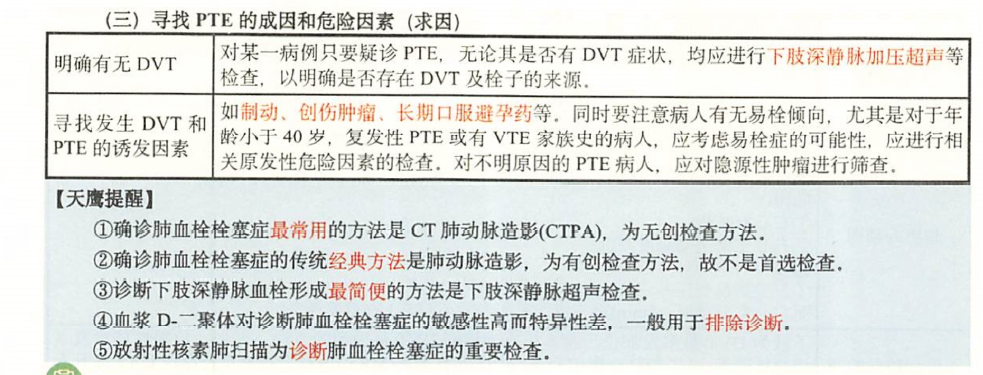 （三）寻找 PTE 的成因和危险因素（求因）
明确有无 DVT
对某一病例只要疑诊 PTE，无论其是否有 DVT 症状，均应进行下肢深静脉加压超声等
检查，以明确是否存在 DVT 及栓子的来源。
寻找发生 DVT 和
PTE 的诱发因素
如制动、创伤肿瘤、长期口服避孕药等。同时要注意病人有无易栓倾向，尤其是对于年
龄小于 40 岁，复发性 PTE 或有 VTE 家族史的病人，应考虑易栓症的可能性，应进行相
关原发性危险因素的检查。对不明原因的 PTE 病人，应对隐源性肿瘤进行筛查。
【天鹰提醒】
①确诊肺血栓栓塞症最常用的方法是 CT 肺动脉造影(CTPA)，为无创检查方法。
②确诊肺血栓栓塞症的传统经典方法是肺动脉造影，为有创检查方法，故不是首选检查。
③诊断下肢深静脉血栓形成最简便的方法是下肢深静脉超声检查。
④血浆 D-二聚体对诊断肺血栓栓塞症的敏感性高而特异性差，一般用于排除诊断。
⑤放射性核素肺扫描为诊断肺血栓栓塞症的重要检查。